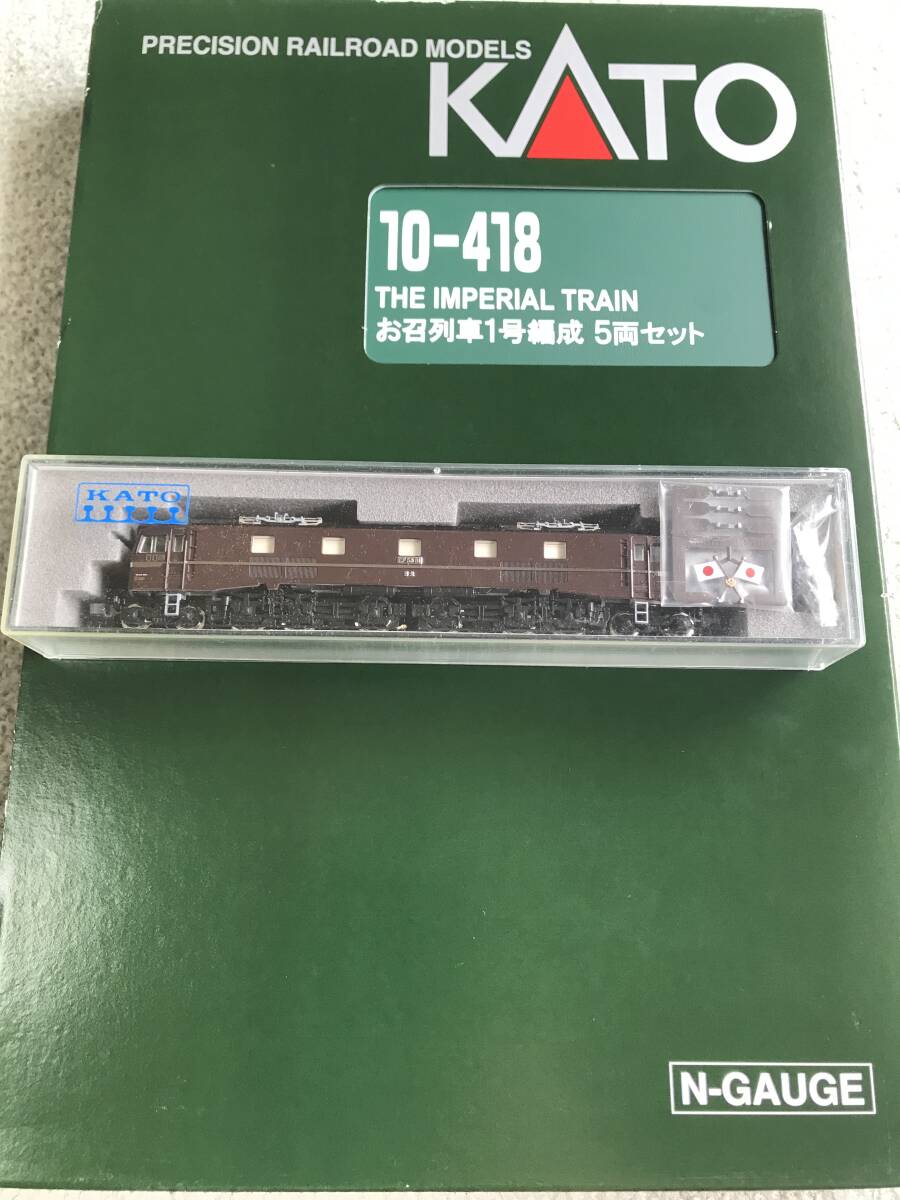 PRECISION RAILROAD MODELS
KATO
10-418
THE IMPERIAL TRAIN
お召列車1号編成 5両セット
KATO
N-GAUGE